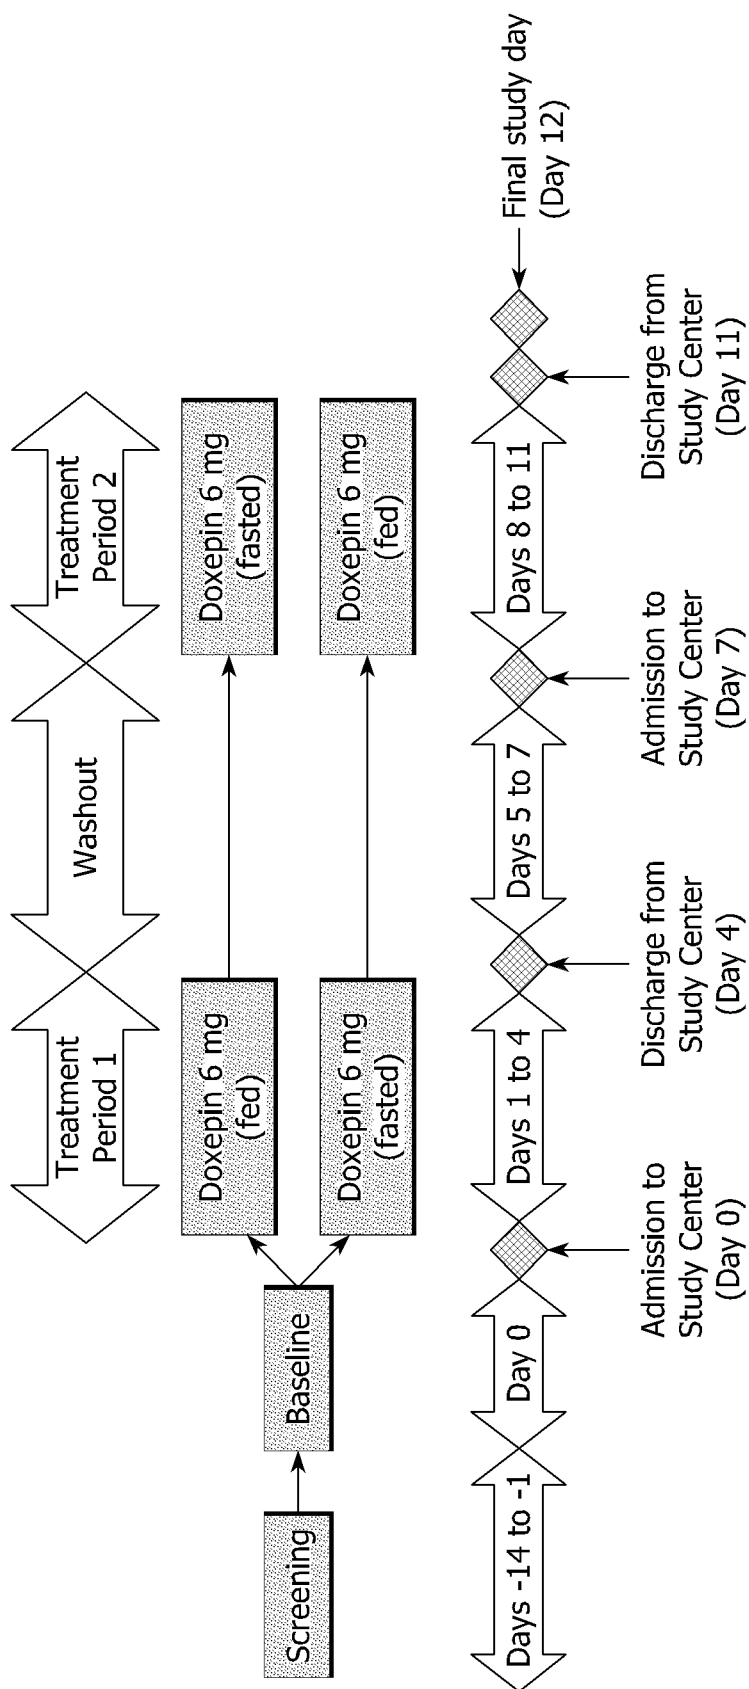 Treatment
Period 1
Washout
Treatment
Period 2
Screening
Baseline
Doxepin 6 mg
(fed)
Doxepin 6 mg
(fasted)
Doxepin 6 mg
(fasted)
Doxepin 6 mg
(fed)
Days -14 to -1
Day 0
Days 1 to 4
Days 5 to 7
Days 8 to 11
Final study day
(Day 12)
Admission to
Study Center
(Day 0)
Discharge from
Study Center
(Day 4)
Admission to
Study Center
(Day 7)
Discharge from
Study Center
(Day 11)